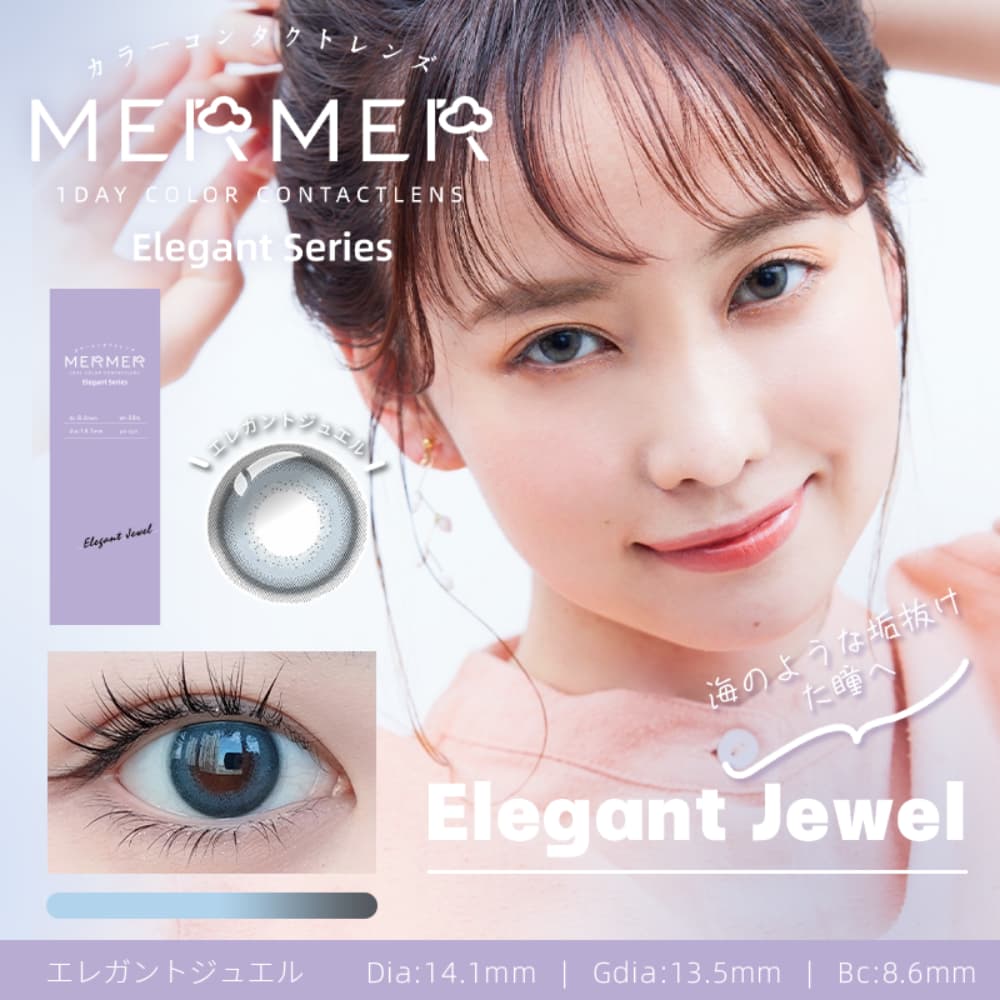 カラーコンタクトレンズ
MERMER
1DAY COLOR CONTACTLENS
Elegant Series
MERMER
Elegant Series
Elegant Jewel
エレガントジュエル
海のような垢抜け
た瞳へ
Elegant Jewel
エレガントジュエル Dia:14.1mm | Gdia:13.5mm | Bc:8.6mm